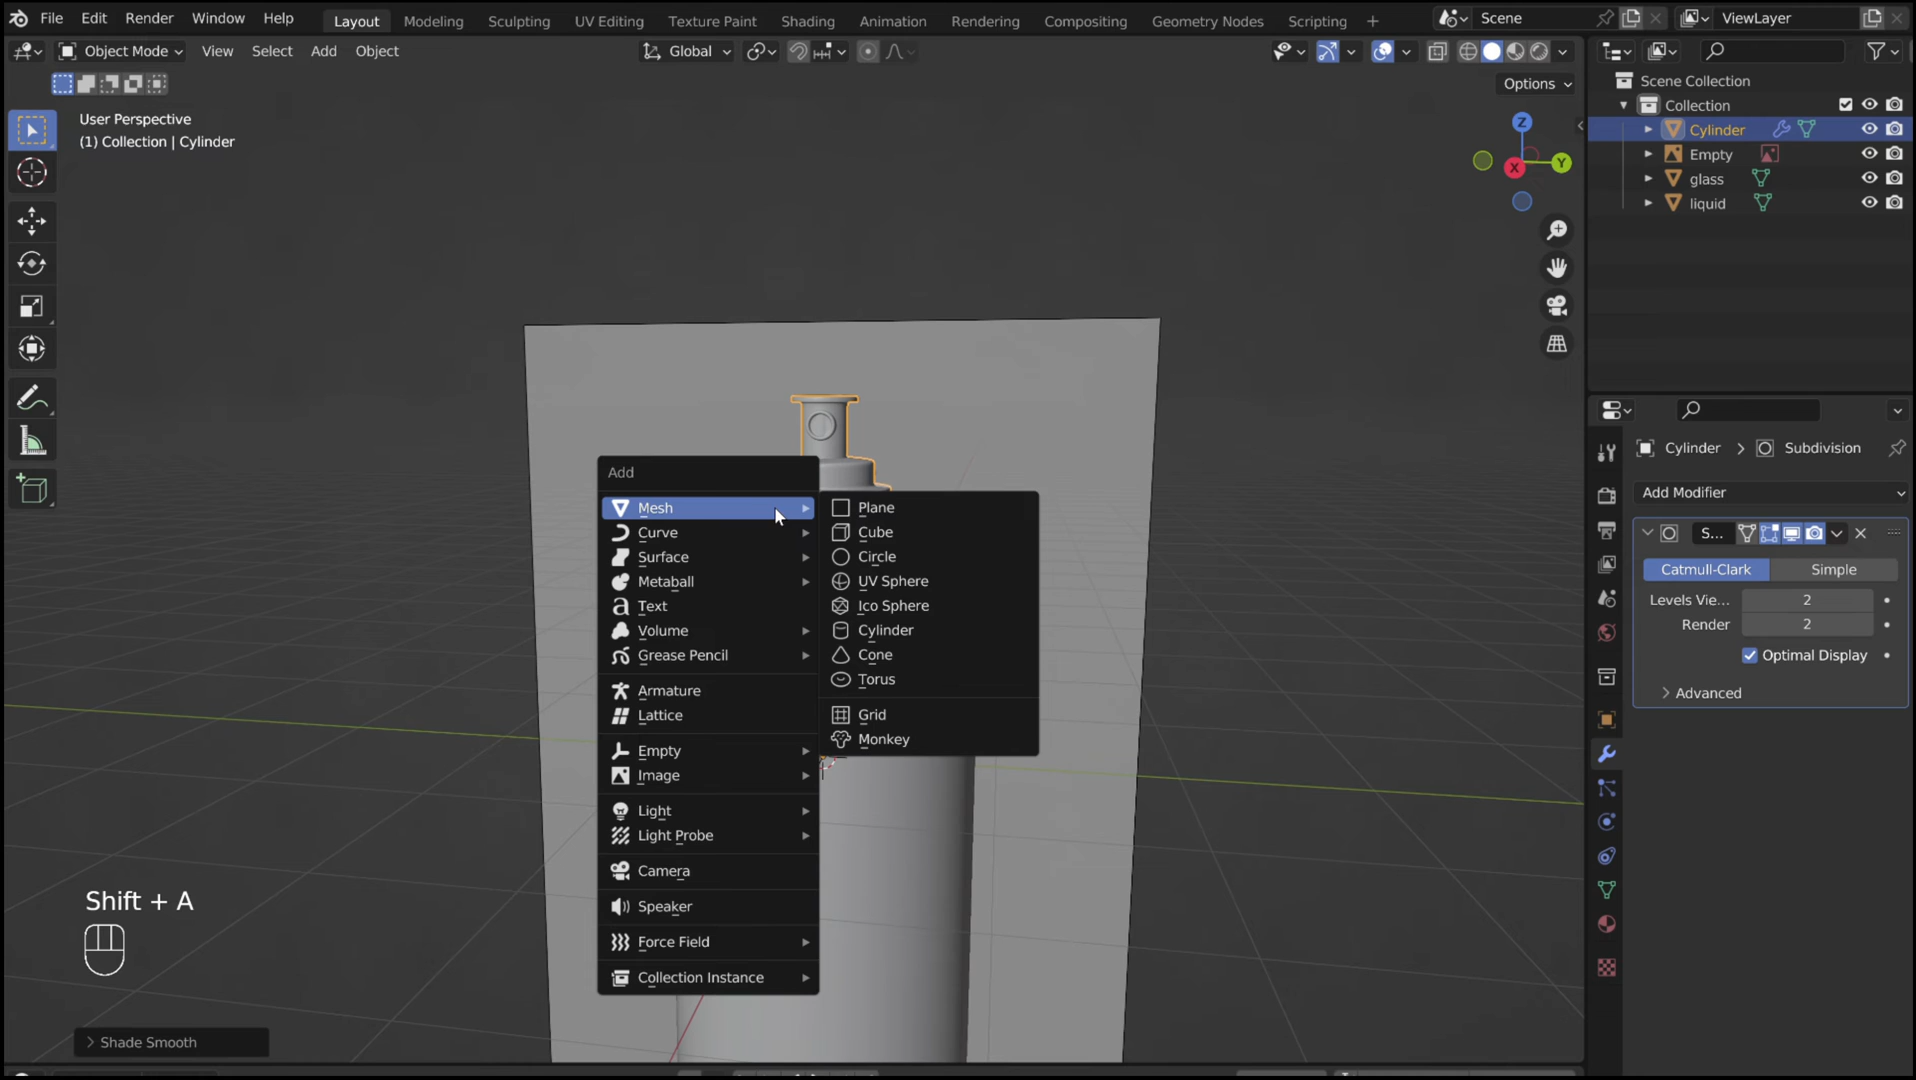 File Edit Render Window Help
Layout Modeling Sculpting UV Editing Texture Paint Shading Animation Rendering Compositing Geometry Nodes Scripting +
Scene
ViewLayer
Object Mode View Select Add Object
Global
Options
User Perspective
(1) Collection | Cylinder
Z
Y
X
Scene Collection
Collection
Cylinder
Empty
glass
liquid
Cylinder > Subdivision
Add Modifier
S...
Catmull-Clark Simple
Levels Vie... 2
Render 2
Optimal Display
Advanced
Add
Mesh
Curve
Surface
Metaball
Text
Volume
Grease Pencil
Armature
Lattice
Empty
Image
Light
Light Probe
Camera
Speaker
Force Field
Collection Instance
Plane
Cube
Circle
UV Sphere
Ico Sphere
Cylinder
Cone
Torus
Grid
Monkey
Shift + A
Shade Smooth